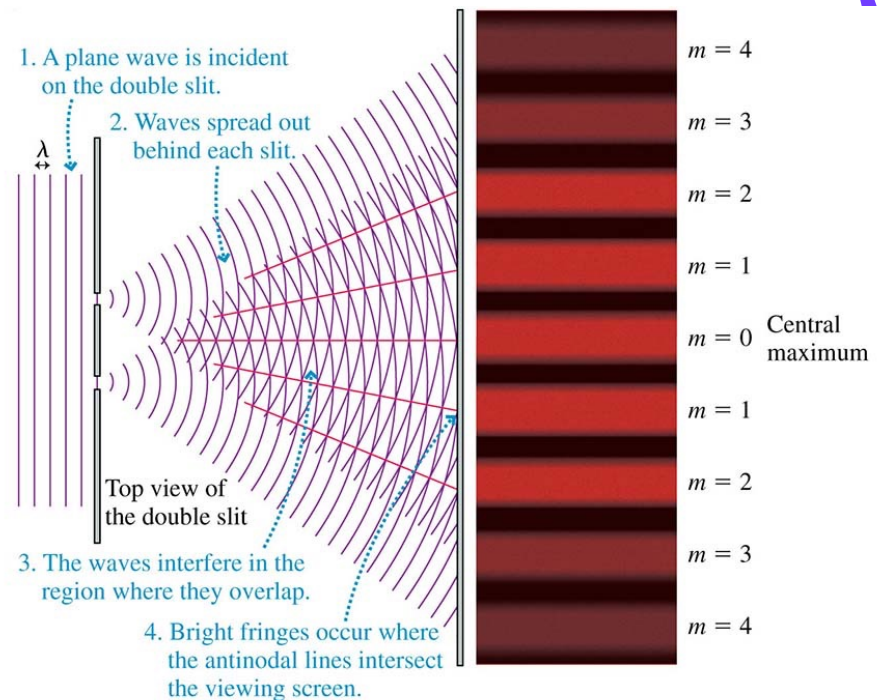 1. A plane wave is incident
on the double slit.
2. Waves spread out
behind each slit.
λ
Top view of
the double slit
3. The waves interfere in the
region where they overlap.
4. Bright fringes occur where
the antinodal lines intersect
the viewing screen.
m = 4
m = 3
m = 2
m = 1
m = 0 Central
maximum
m = 1
m = 2
m = 3
m = 4